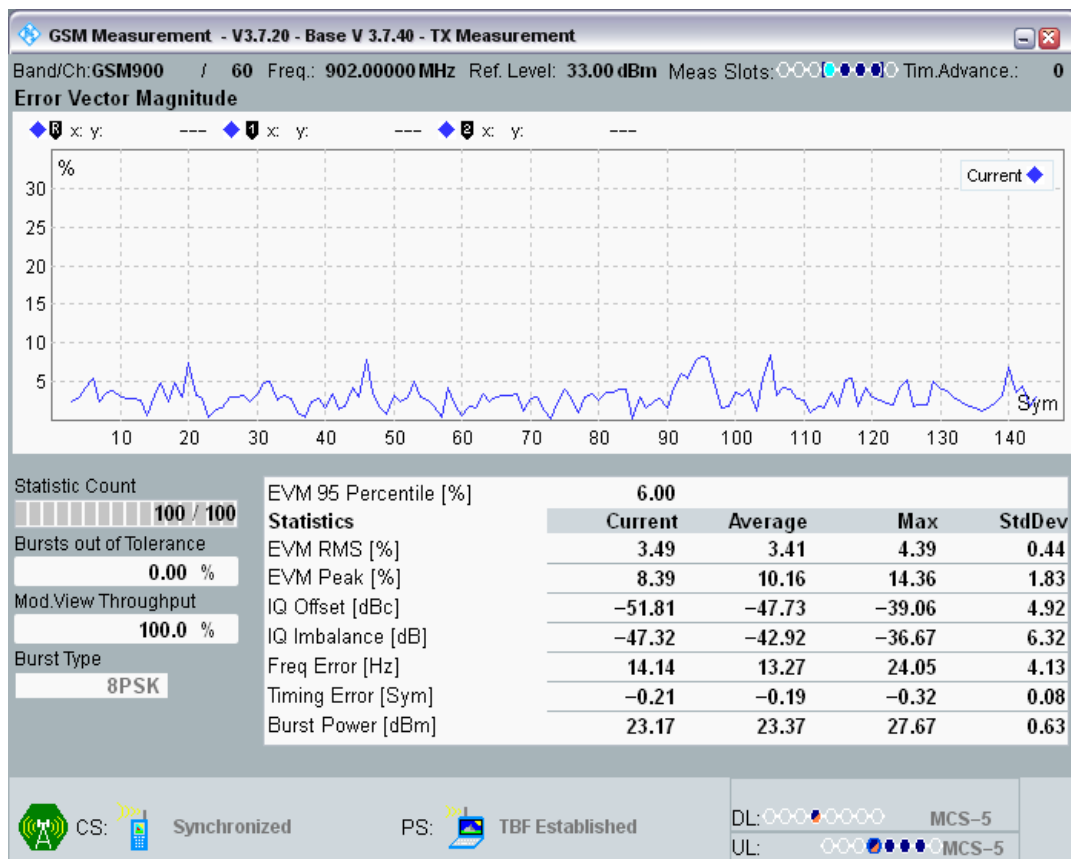 GSM Measurement - V3.7.20 - Base V 3.7.40 - TX Measurement
Band/Ch:GSM900 / 60 Freq.: 902.00000 MHz Ref. Level: 33.00 dBm Meas Slots: Tim.Advance.: 0
Error Vector Magnitude
R x: y: --- 1 x: y: --- 2 x: y: ---
%
Current
30
25
20
15
10
5
Sym
10 20 30 40 50 60 70 80 90 100 110 120 130 140
Statistic Count
100 / 100
Bursts out of Tolerance
0.00 %
Mod.View Throughput
100.0 %
Burst Type
8PSK
EVM 95 Percentile [%] 6.00
Statistics Current Average Max StdDev
EVM RMS [%] 3.49 3.41 4.39 0.44
EVM Peak [%] 8.39 10.16 14.36 1.83
IQ Offset [dBc] −51.81 −47.73 −39.06 4.92
IQ Imbalance [dB] −47.32 −42.92 −36.67 6.32
Freq Error [Hz] 14.14 13.27 24.05 4.13
Timing Error [Sym] −0.21 −0.19 −0.32 0.08
Burst Power [dBm] 23.17 23.37 27.67 0.63
CS: Synchronized PS: TBF Established
DL: MCS−5
UL: MCS−5